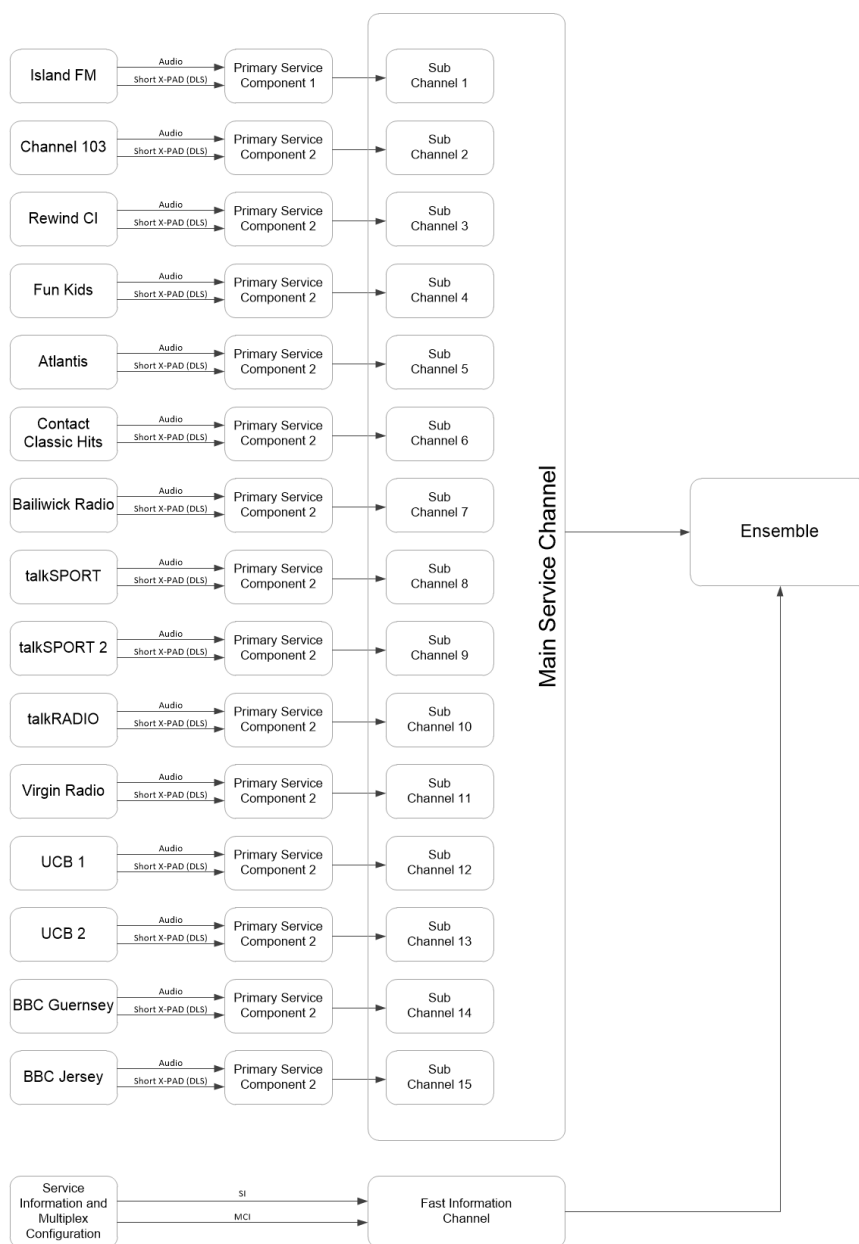 Island FM
Audio
Short X-PAD (DLS)
Primary Service
Component 1
Sub
Channel 1
Channel 103
Audio
Short X-PAD (DLS)
Primary Service
Component 2
Sub
Channel 2
Rewind CI
Audio
Short X-PAD (DLS)
Primary Service
Component 2
Sub
Channel 3
Fun Kids
Audio
Short X-PAD (DLS)
Primary Service
Component 2
Sub
Channel 4
Atlantis
Audio
Short X-PAD (DLS)
Primary Service
Component 2
Sub
Channel 5
Contact
Classic Hits
Audio
Short X-PAD (DLS)
Primary Service
Component 2
Sub
Channel 6
Bailiwick Radio
Audio
Short X-PAD (DLS)
Primary Service
Component 2
Sub
Channel 7
talkSPORT
Audio
Short X-PAD (DLS)
Primary Service
Component 2
Sub
Channel 8
talkSPORT 2
Audio
Short X-PAD (DLS)
Primary Service
Component 2
Sub
Channel 9
talkRADIO
Audio
Short X-PAD (DLS)
Primary Service
Component 2
Sub
Channel 10
Virgin Radio
Audio
Short X-PAD (DLS)
Primary Service
Component 2
Sub
Channel 11
UCB 1
Audio
Short X-PAD (DLS)
Primary Service
Component 2
Sub
Channel 12
UCB 2
Audio
Short X-PAD (DLS)
Primary Service
Component 2
Sub
Channel 13
BBC Guernsey
Audio
Short X-PAD (DLS)
Primary Service
Component 2
Sub
Channel 14
BBC Jersey
Audio
Short X-PAD (DLS)
Primary Service
Component 2
Sub
Channel 15
Main Service Channel
Ensemble
Service
Information and
Multiplex
Configuration
SI
MCI
Fast Information
Channel